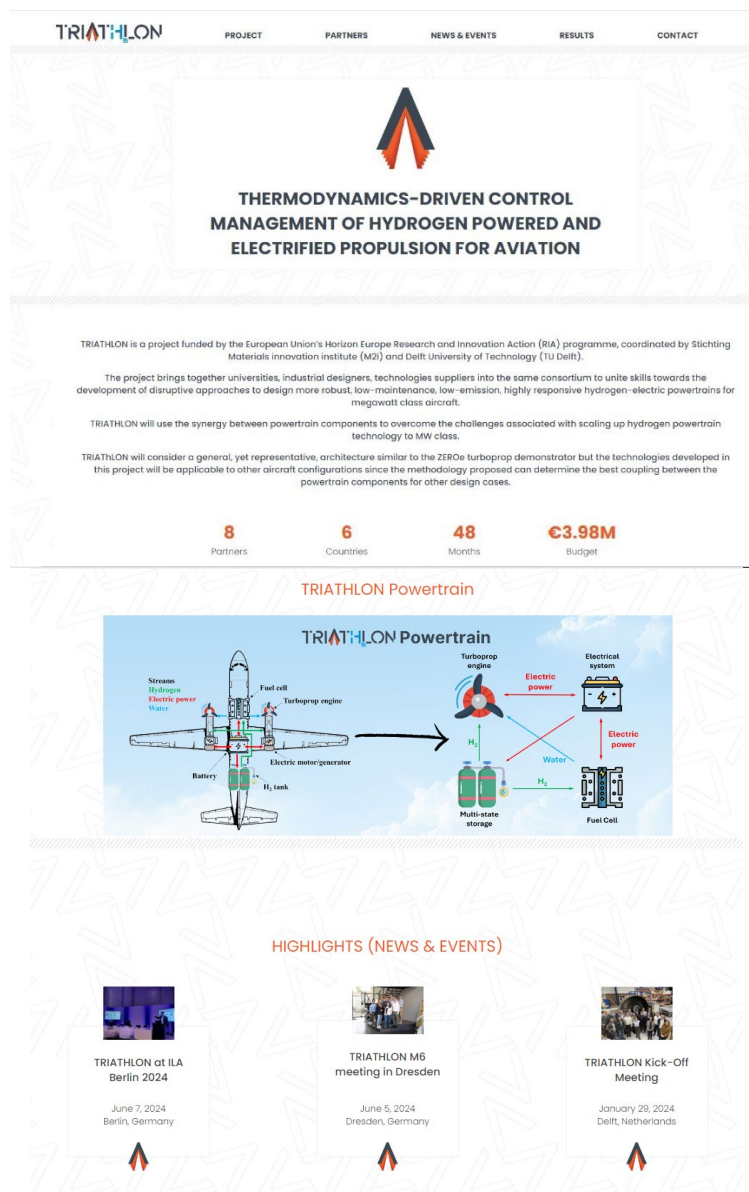 TRIATHLON
PROJECT PARTNERS NEWS & EVENTS RESULTS CONTACT
THERMODYNAMICS-DRIVEN CONTROL
MANAGEMENT OF HYDROGEN POWERED AND
ELECTRIFIED PROPULSION FOR AVIATION
TRIATHLON is a project funded by the European Union's Horizon Europe Research and Innovation Action (RIA) programme, coordinated by Stichting
Materials innovation institute (M2i) and Delft University of Technology (TU Delft).
The project brings together universities, industrial designers, technologies suppliers into the same consortium to unite skills towards the
development of disruptive approaches to design more robust, low-maintenance, low-emission, highly responsive hydrogen-electric powertrains for
megawatt class aircraft.
TRIATHLON will use the synergy between powertrain components to overcome the challenges associated with scaling up hydrogen powertrain
technology to MW class.
TRIAThLON will consider a general, yet representative, architecture similar to the ZEROe turboprop demonstrator but the technologies developed in
this project will be applicable to other aircraft configurations since the methodology proposed can determine the best coupling between the
powertrain components for other design cases.
8 6 48 €3.98M
Partners Countries Months Budget
TRIATHLON Powertrain
TRIATHLON Powertrain
Streams
Hydrogen
Electric power
Water
Fuel cell
Turboprop engine
Battery
Electric motor/generator
H₂ tank
Turboprop
engine
Electrical
system
Electric
power
H₂
Water
Electric
power
H₂
Multi-state
storage
Fuel Cell
HIGHLIGHTS (NEWS & EVENTS)
TRIATHLON at ILA
Berlin 2024
June 7, 2024
Berlin, Germany
TRIATHLON M6
meeting in Dresden
June 5, 2024
Dresden, Germany
TRIATHLON Kick-Off
Meeting
January 29, 2024
Delft, Netherlands